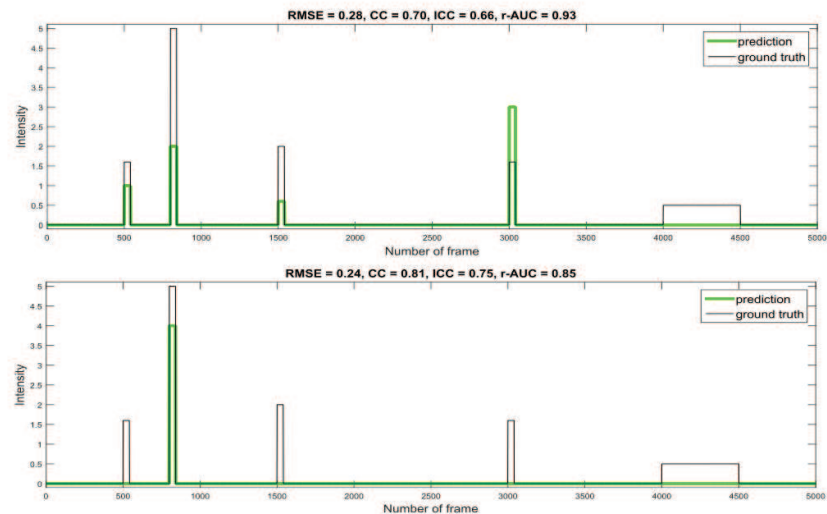 RMSE = 0.28, CC = 0.70, ICC = 0.66, r-AUC = 0.93
5
4.5
4
3.5
3
2.5
2
1.5
1
0.5
0
Intensity
prediction
ground truth
0 500 1000 1500 2000 2500 3000 3500 4000 4500 5000
Number of frame
RMSE = 0.24, CC = 0.81, ICC = 0.75, r-AUC = 0.85
5
4.5
4
3.5
3
2.5
2
1.5
1
0.5
0
Intensity
prediction
ground truth
0 500 1000 1500 2000 2500 3000 3500 4000 4500 5000
Number of frame